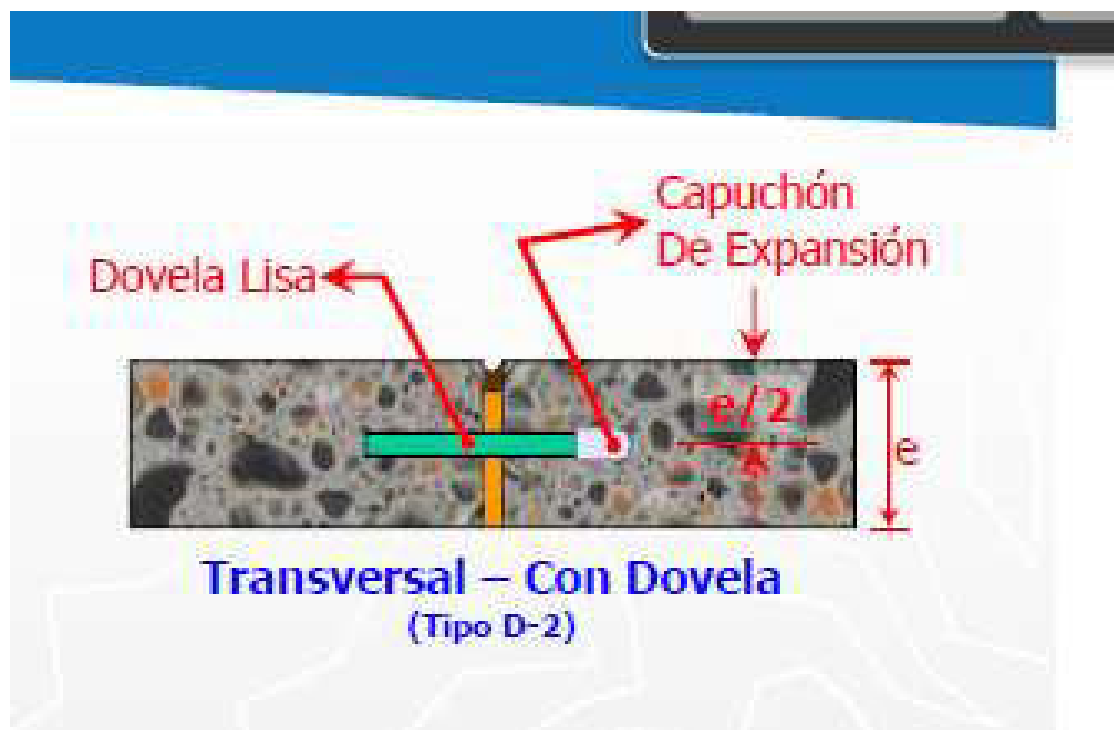 Capuchón
De Expansión
Dovela Lisa
e/2
e
Transversal – Con Dovela
(Tipo D-2)